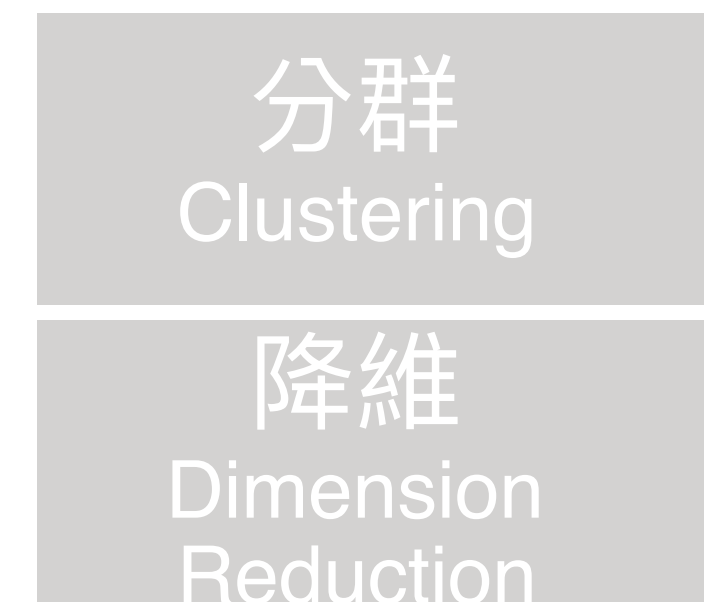 分群
Clustering
降維
Dimension
Reduction